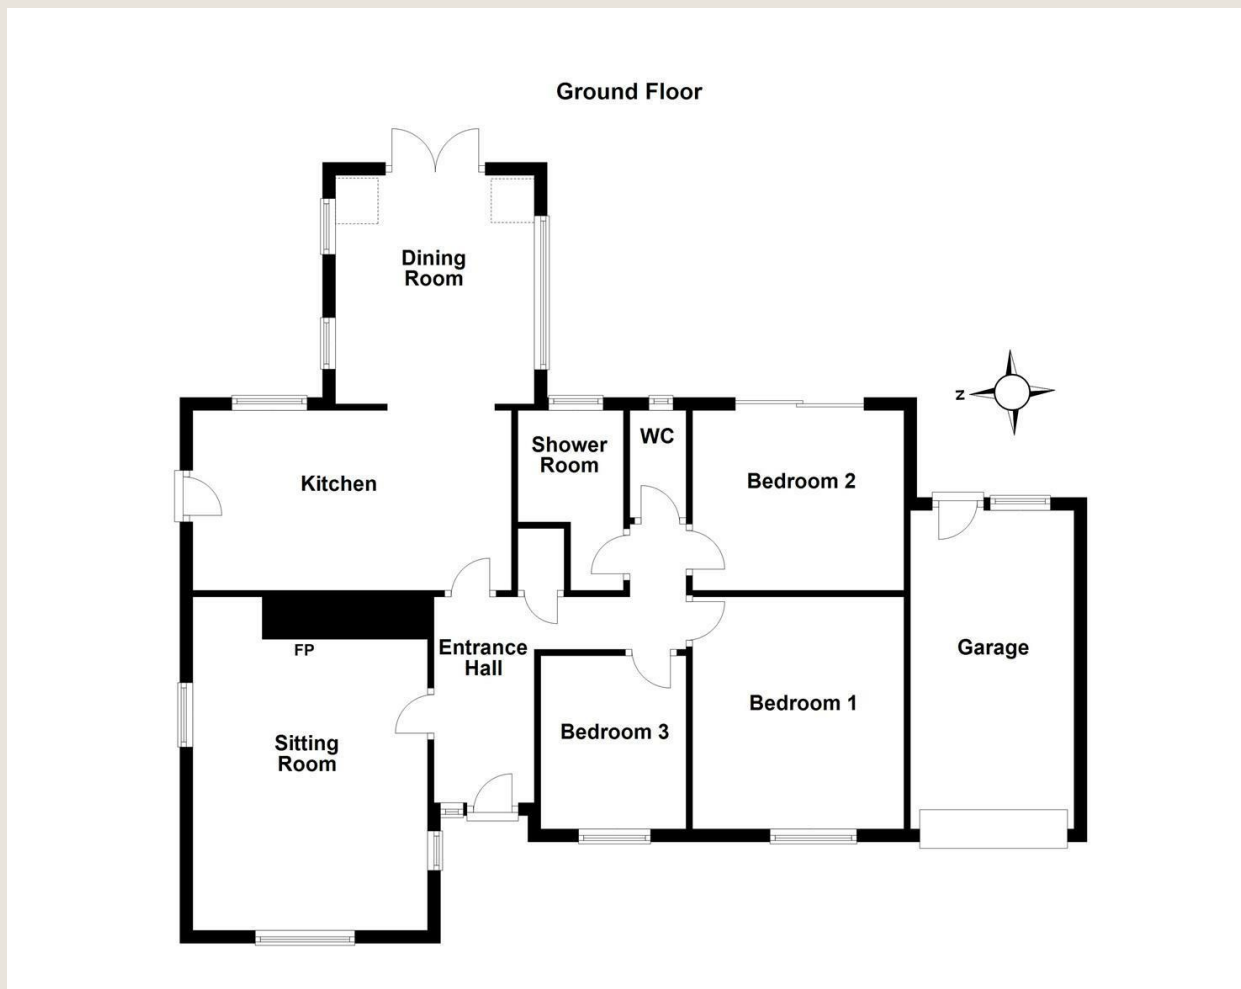 Ground Floor
Dining
Room
Z
Shower
Room
WC
Kitchen
Bedroom 2
FP
Entrance
Hall
Garage
Bedroom 1
Bedroom 3
Sitting
Room